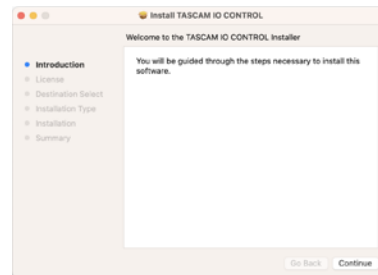 Install TASCAM IO CONTROL
Welcome to the TASCAM IO CONTROL Installer
Introduction
License
Destination Select
Installation Type
Installation
Summary
You will be guided through the steps necessary to install this
software.
Go Back
Continue